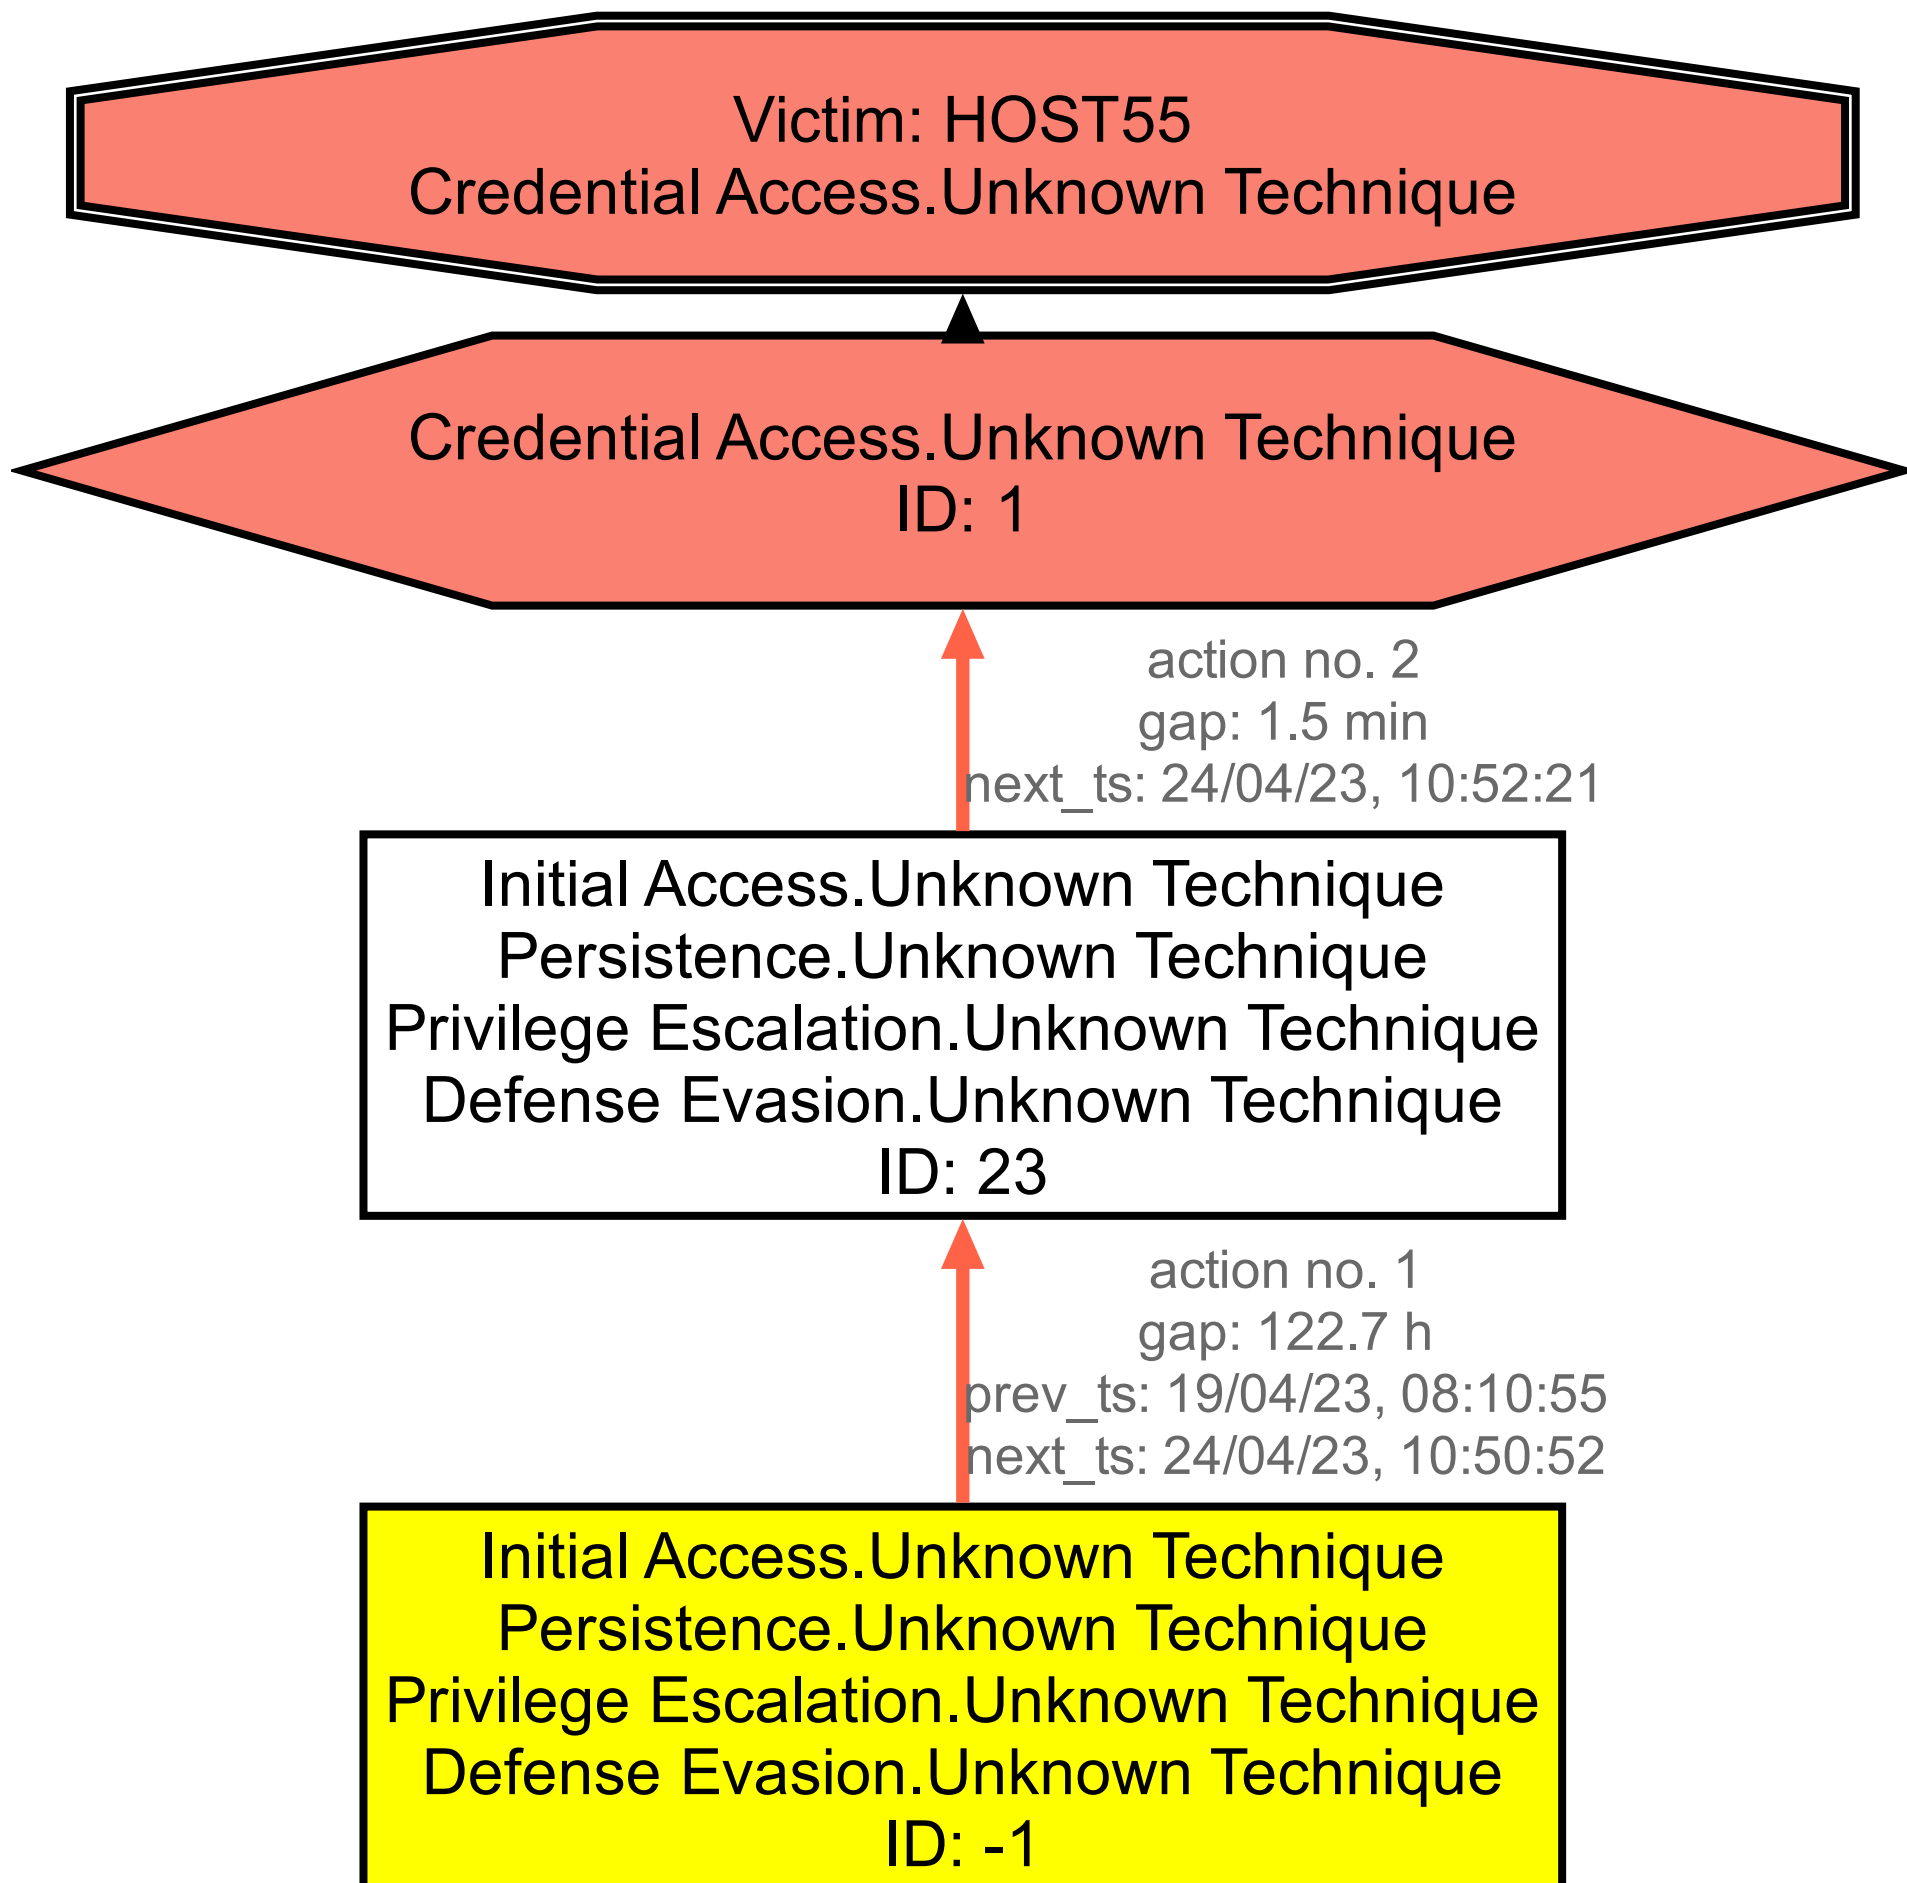 Victim: HOST55
Credential Access.Unknown Technique
Credential Access.Unknown Technique
ID: 1
action no. 2
gap: 1.5 min
next_ts: 24/04/23, 10:52:21
Initial Access.Unknown Technique
Persistence.Unknown Technique
Privilege Escalation.Unknown Technique
Defense Evasion.Unknown Technique
ID: 23
action no. 1
gap: 122.7 h
prev_ts: 19/04/23, 08:10:55
next_ts: 24/04/23, 10:50:52
Initial Access.Unknown Technique
Persistence.Unknown Technique
Privilege Escalation.Unknown Technique
Defense Evasion.Unknown Technique
ID: -1